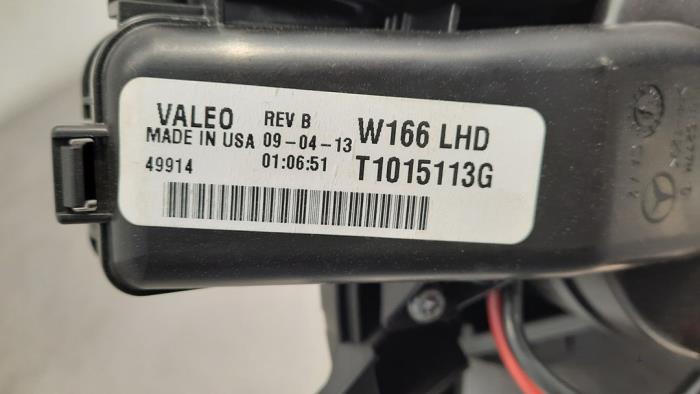 VALEO REV B W166 LHD
MADE IN USA 09-04-13
49914 01:06:51 T1015113G